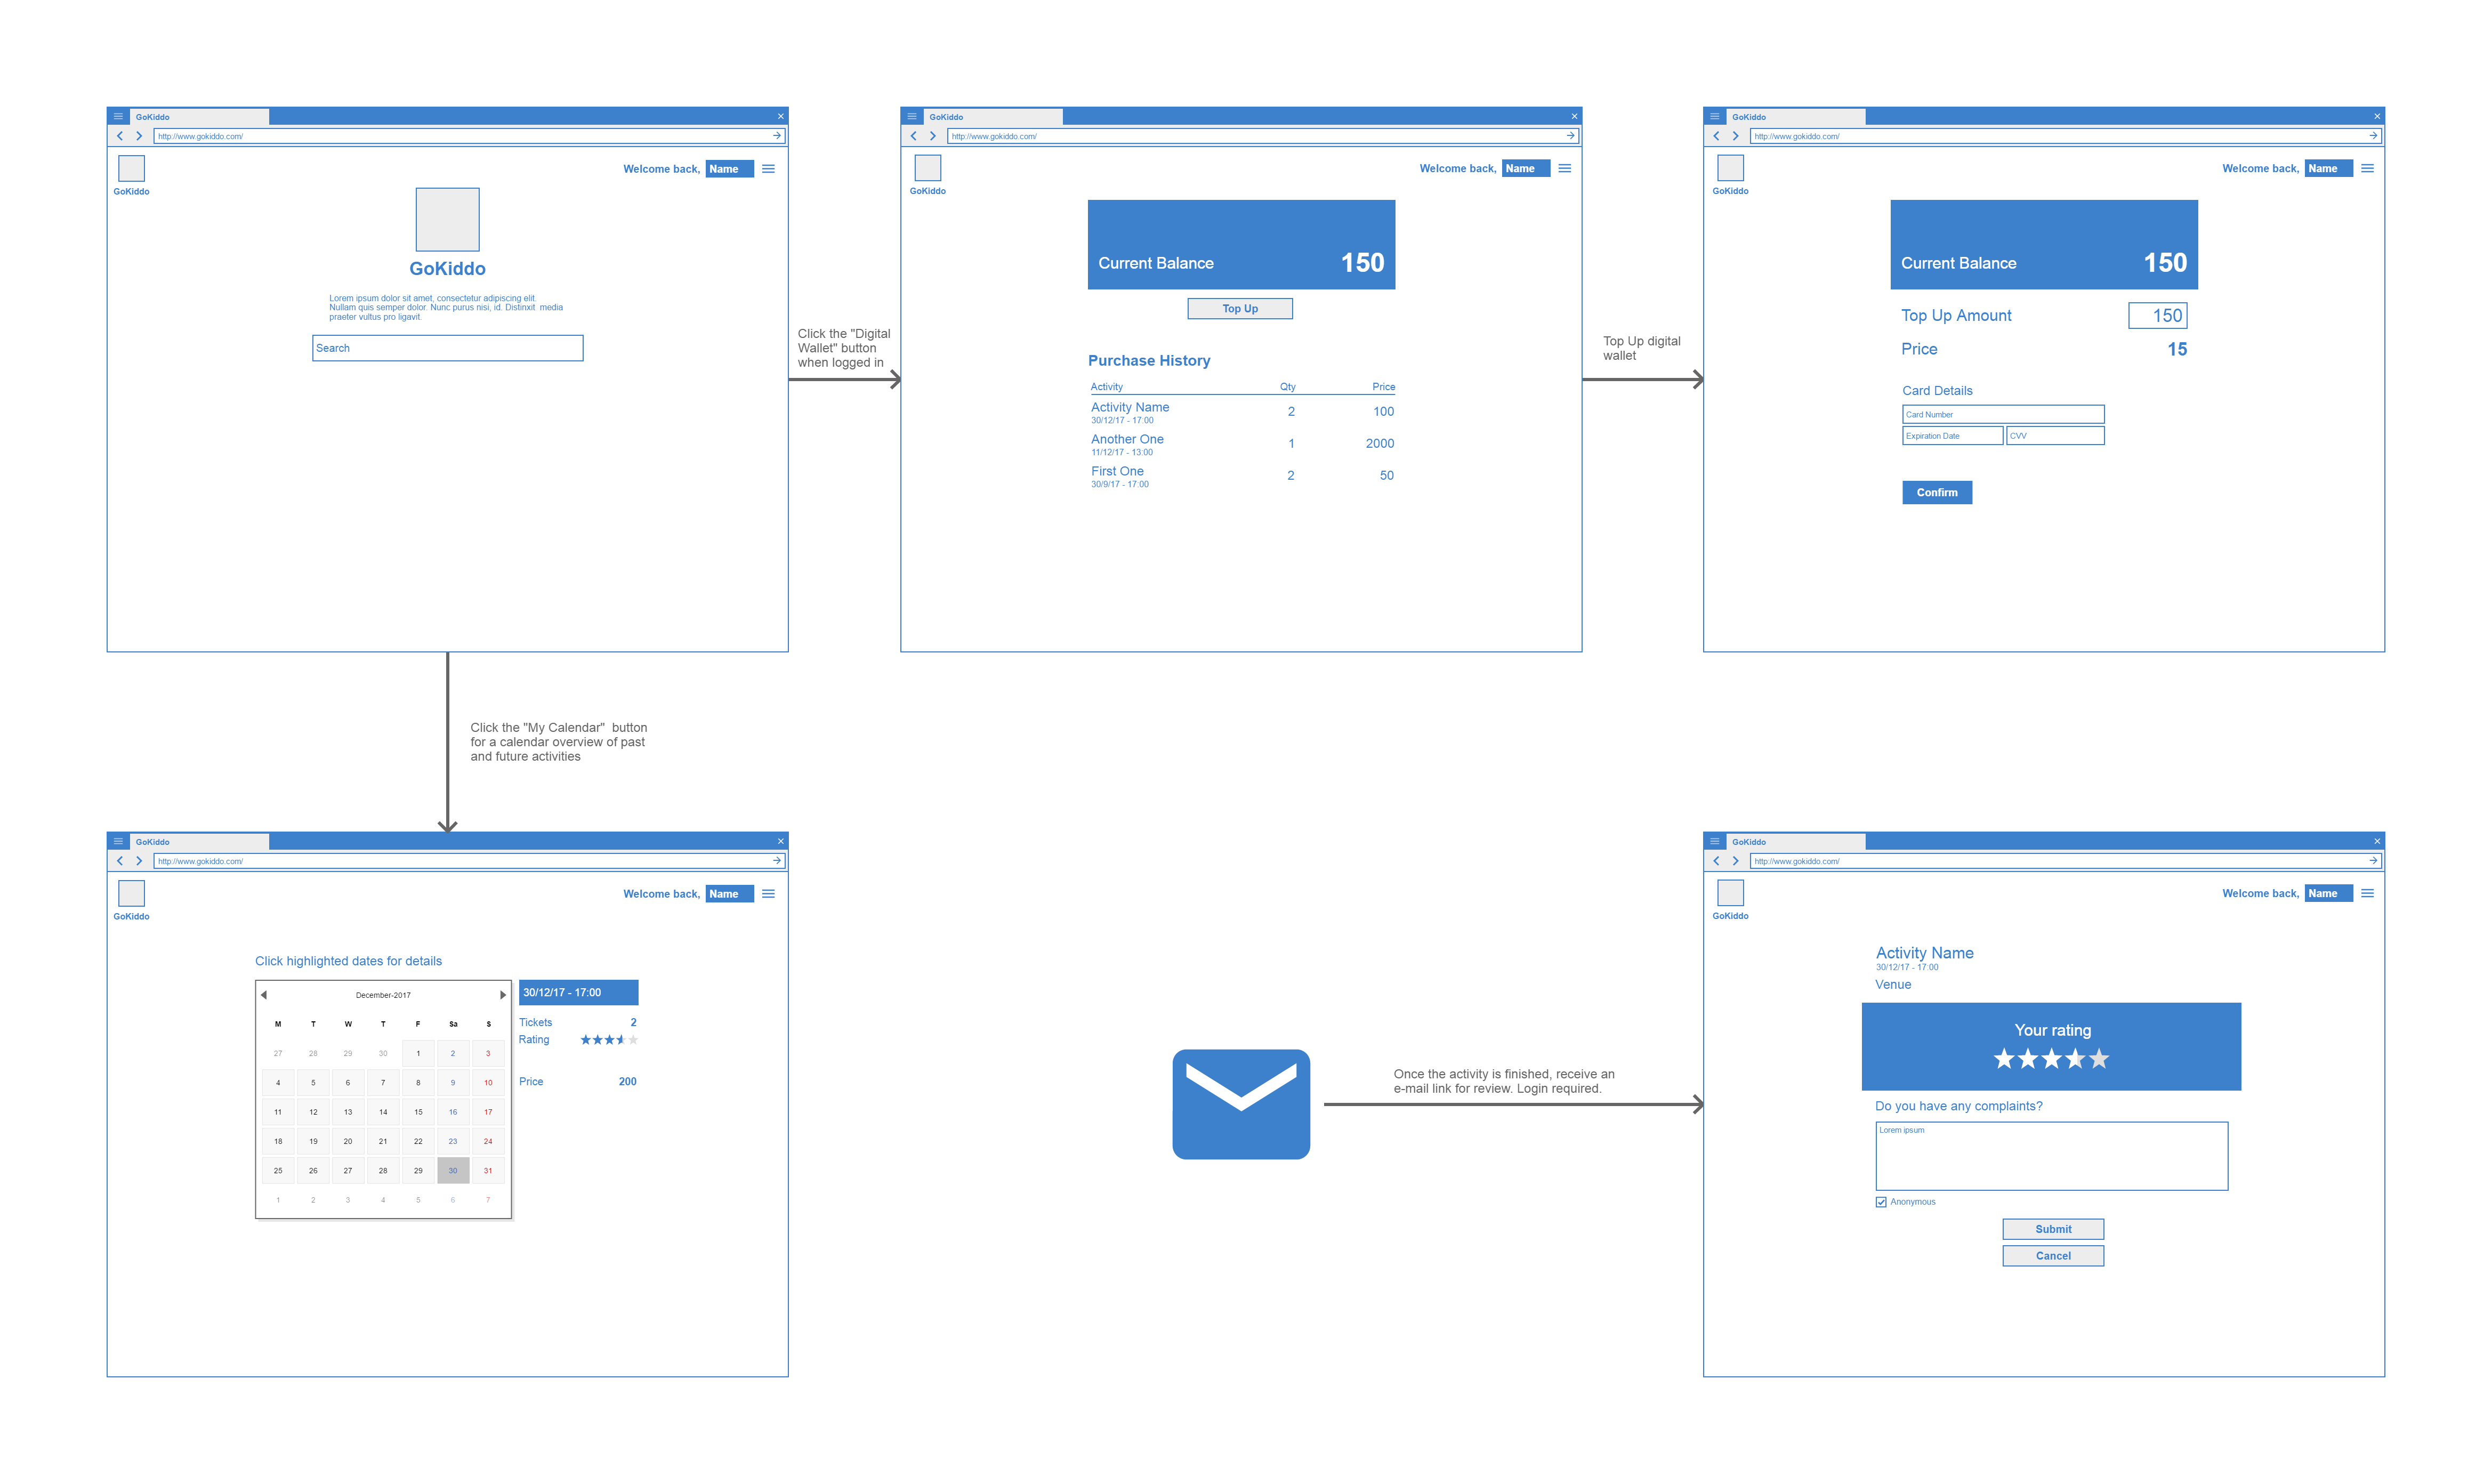 GoKiddo
http://www.gokiddo.com/
GoKiddo
Welcome back, Name
GoKiddo
Lorem ipsum dolor sit amet, consectetur adipiscing elit.
Nullam quis semper dolor. Nunc purus nisi, id. Distinxit  media
praeter vultus pro ligavit.
Search
Click the "Digital
Wallet" button
when logged in
GoKiddo
http://www.gokiddo.com/
GoKiddo
Welcome back, Name
Current Balance 150
Top Up
Purchase History
Activity Qty Price
Activity Name 2 100
30/12/17 - 17:00
Another One 1 2000
11/12/17 - 13.00
First One 2 50
30/9/17 - 17:00
Top Up digital
wallet
GoKiddo
http://www.gokiddo.com/
GoKiddo
Welcome back, Name
Current Balance 150
Top Up Amount 150
Price 15
Card Details
Card Number
Expiration Date CVV
Confirm
Click the "My Calendar"  button
for a calendar overview of past
and future activities
GoKiddo
http://www.gokiddo.com/
GoKiddo
Welcome back, Name
Click highlighted dates for details
December-2017
M T W T F Sa S
27 28 29 30 1 2 3
4 5 6 7 8 9 10
11 12 13 14 15 16 17
18 19 20 21 22 23 24
25 26 27 28 29 30 31
1 2 3 4 5 6 7
30/12/17 - 17:00
Tickets 2
Rating
Price 200
Once the activity is finished, receive an
e-mail link for review. Login required.
GoKiddo
http://www.gokiddo.com/
GoKiddo
Welcome back, Name
Activity Name
30/12/17 - 17:00
Venue
Your rating
Do you have any complaints?
Lorem ipsum
Anonymous
Submit
Cancel